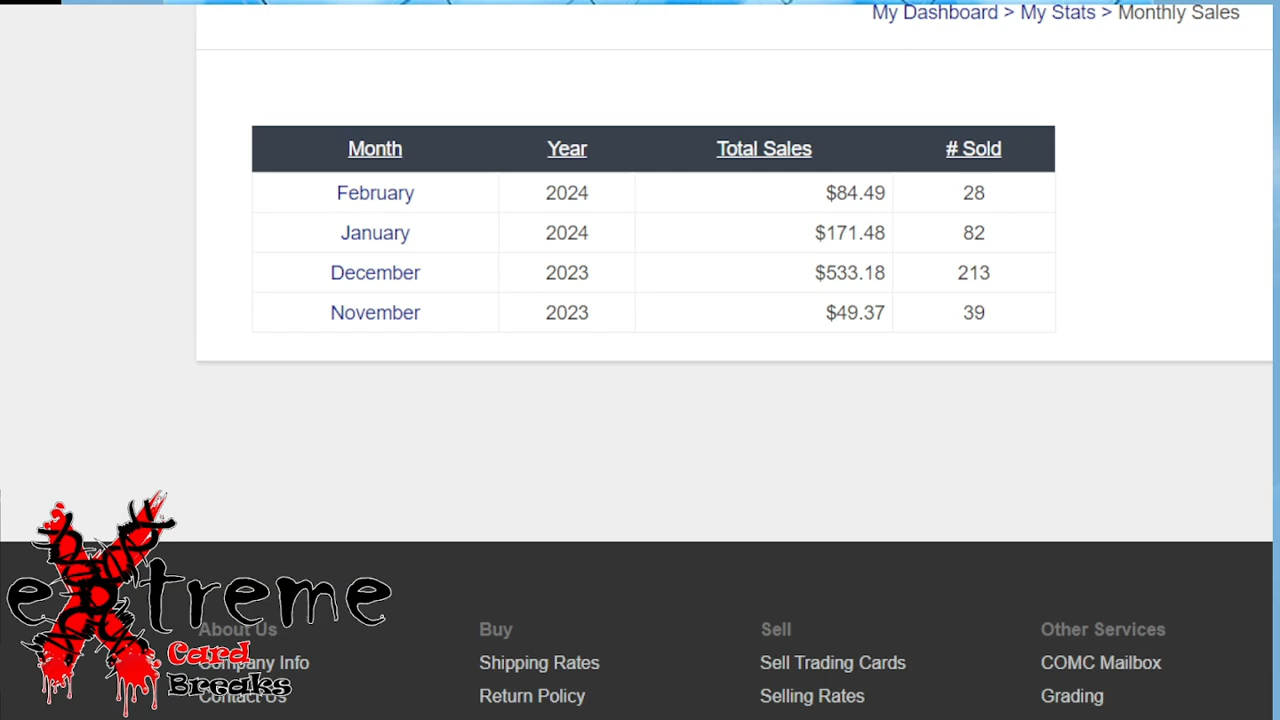 My Dashboard > My Stats > Monthly Sales
Month Year Total Sales # Sold
February 2024 $84.49 28
January 2024 $171.48 82
December 2023 $533.18 213
November 2023 $49.37 39
eXtreme
Card
Breaks
About Us Buy Sell Other Services
Company Info Shipping Rates Sell Trading Cards COMC Mailbox
Contact Us Return Policy Selling Rates Grading